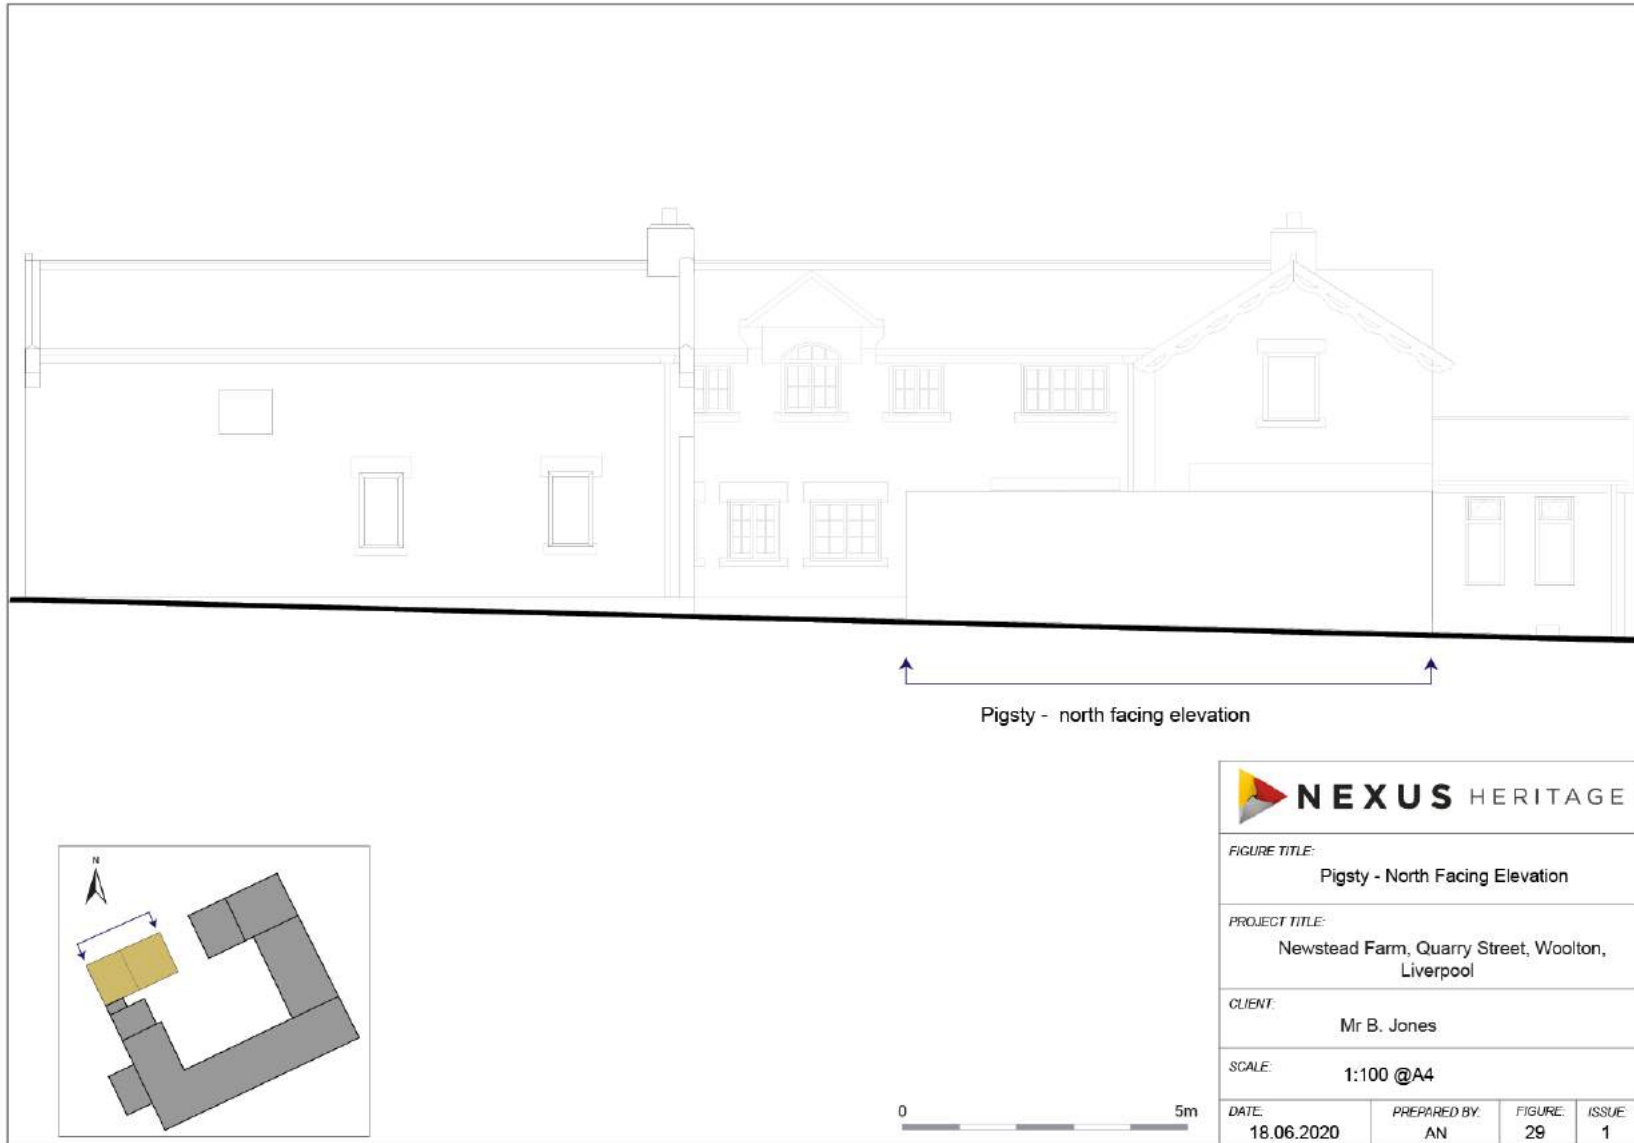 Pigsty - north facing elevation
NEXUS HERITAGE
FIGURE TITLE:
Pigsty - North Facing Elevation
PROJECT TITLE:
Newstead Farm, Quarry Street, Woolton,
Liverpool
CLIENT:
Mr B. Jones
SCALE:
1:100 @A4
DATE:
18.06.2020
PREPARED BY:
AN
FIGURE:
29
ISSUE:
1
N
0 5m